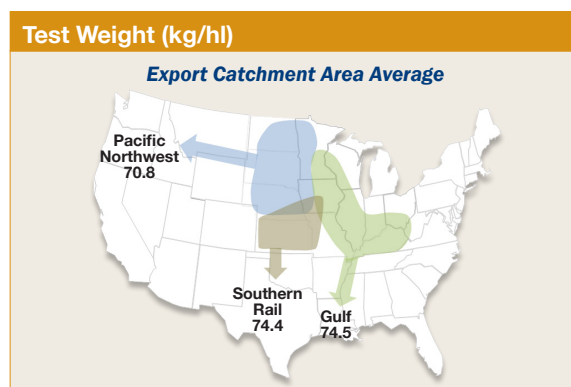 Test Weight (kg/hl)
Export Catchment Area Average
Pacific
Northwest
70.8
Southern
Rail
74.4
Gulf
74.5